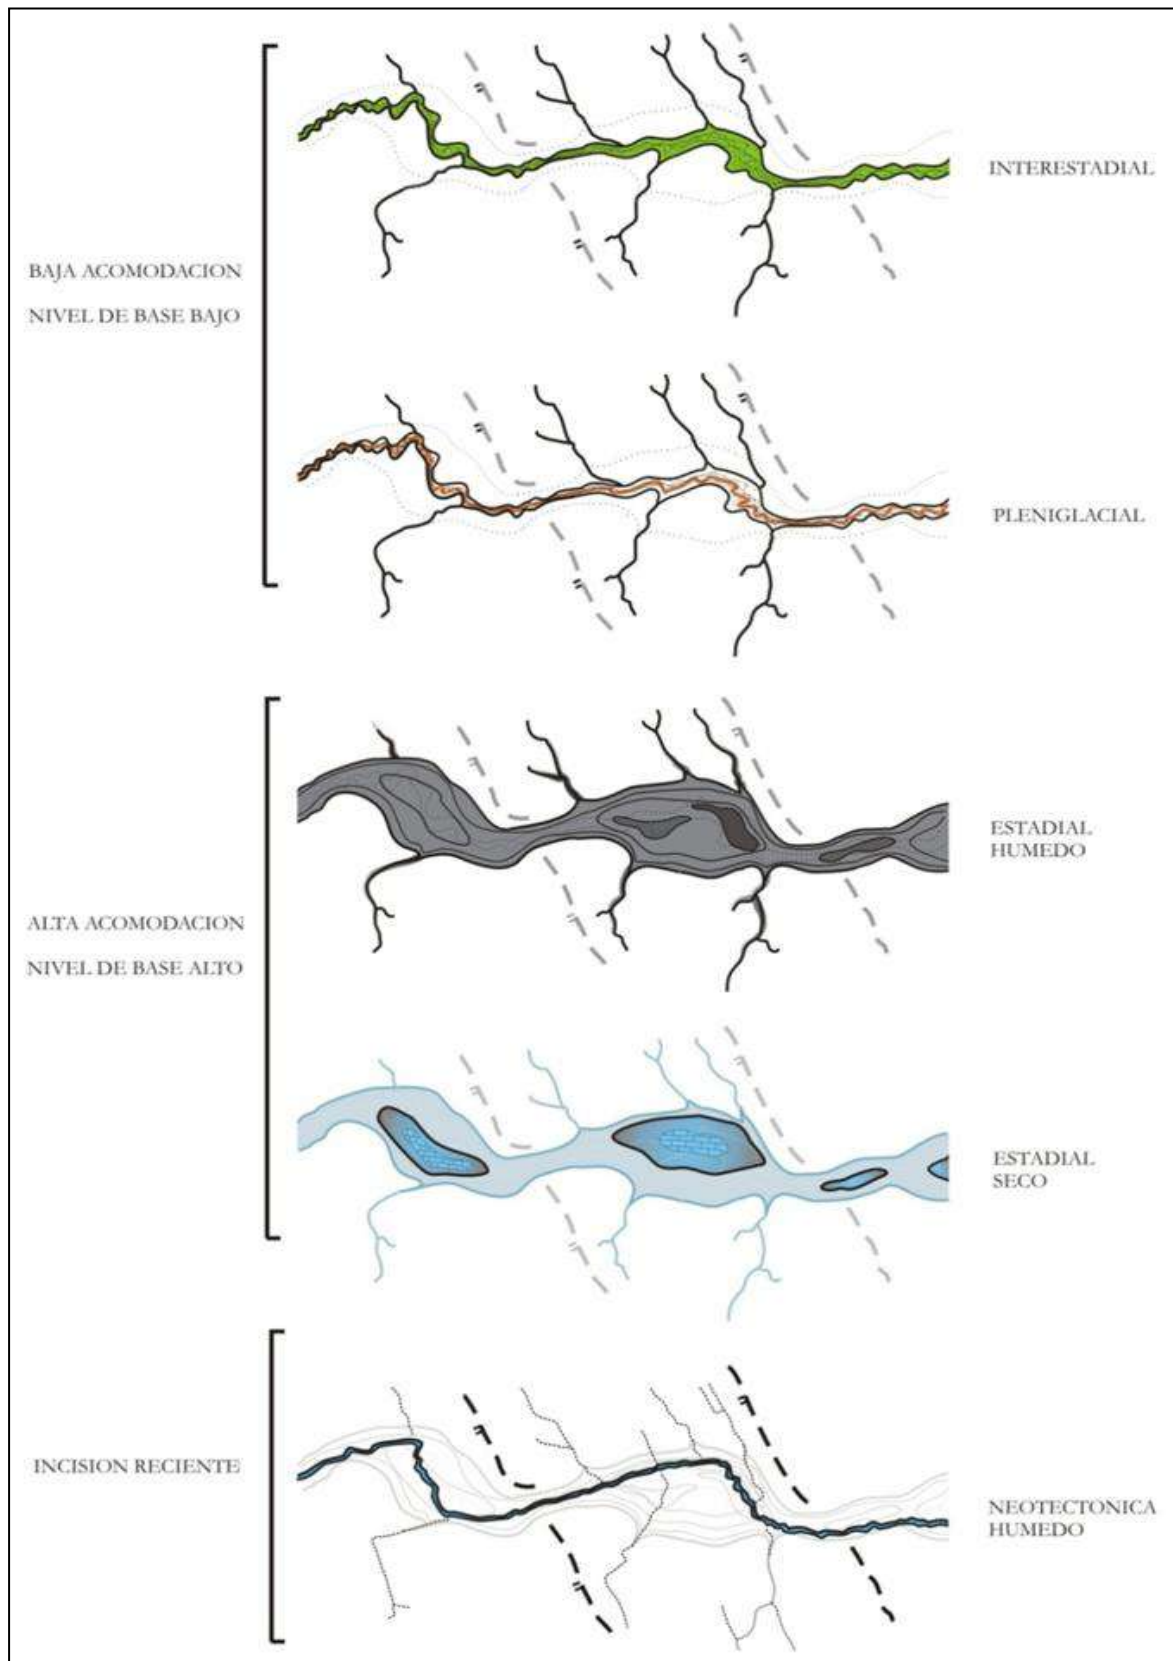 INTERESTADIAL
BAJA ACOMODACION
NIVEL DE BASE BAJO
PLENIGLACIAL
ESTADIAL
HUMEDO
ALTA ACOMODACION
NIVEL DE BASE ALTO
ESTADIAL
SECO
INCISION RECIENTE
NEOTECTONICA
HUMEDO